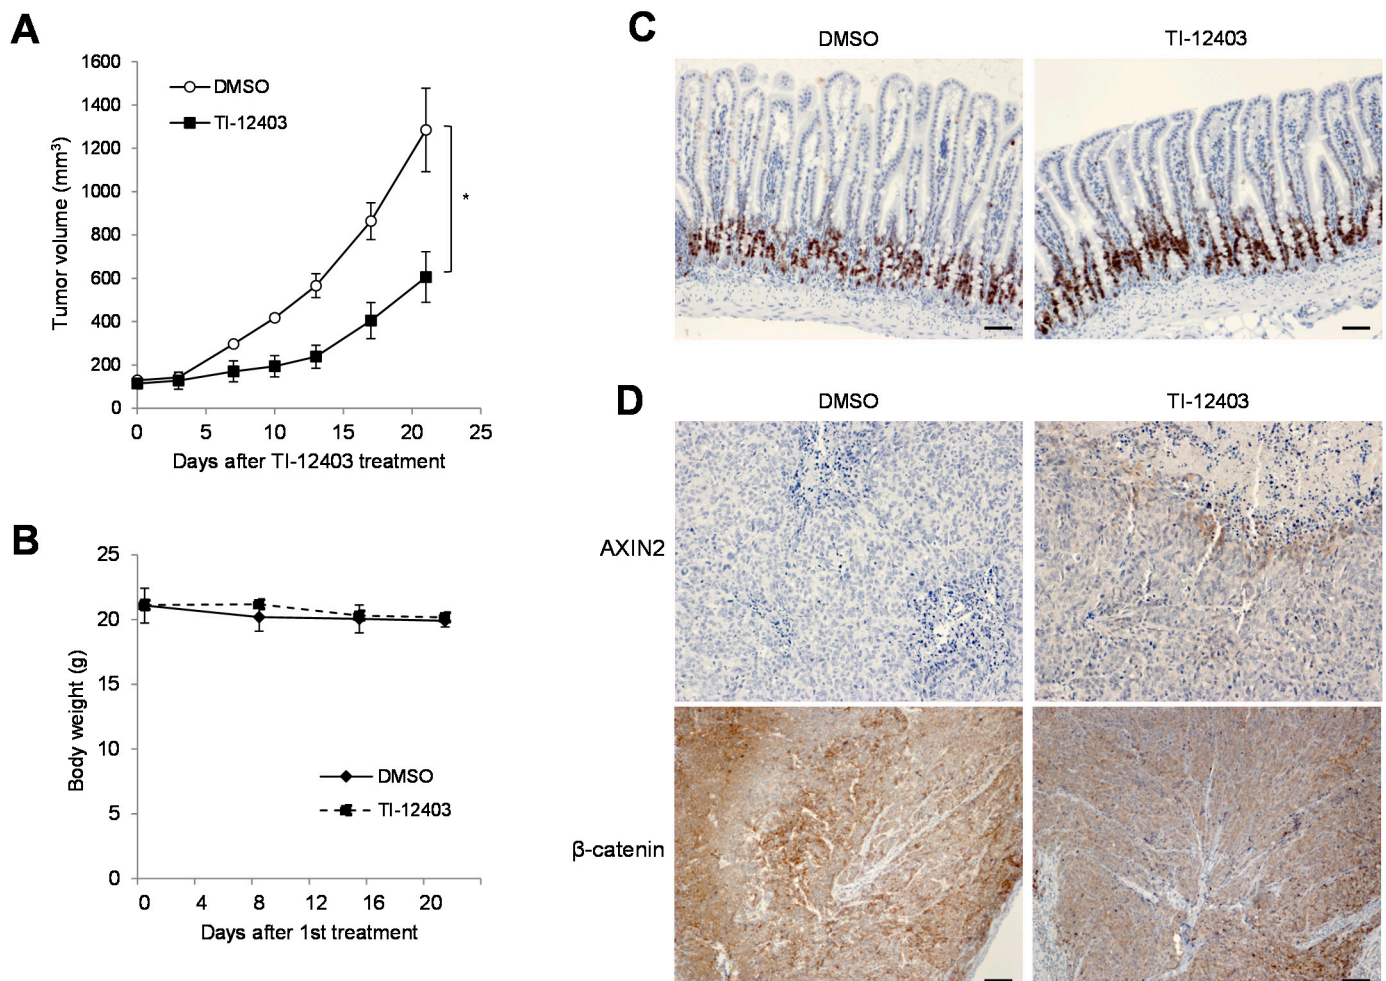 A
1600
1400
1200
1000
800
600
400
200
0
Tumor volume (mm³)
DMSO
TI-12403
*
0 5 10 15 20 25
Days after TI-12403 treatment
B
25
20
15
10
5
0
Body weight (g)
DMSO
TI-12403
0 4 8 12 16 20
Days after 1st treatment
C
DMSO TI-12403
D
DMSO TI-12403
AXIN2
β-catenin